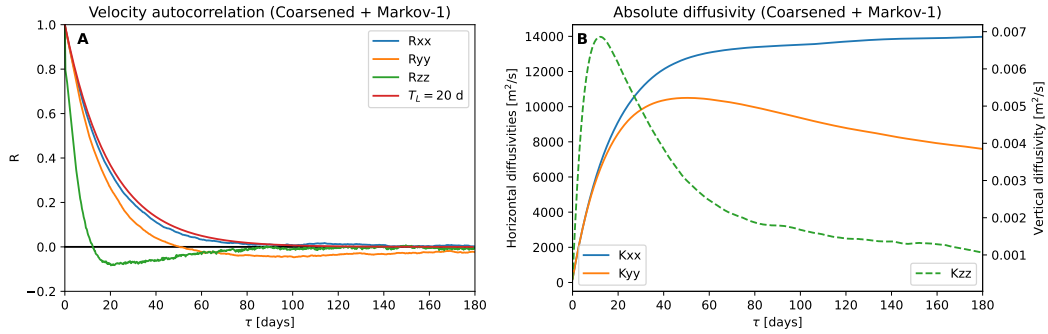 Velocity autocorrelation (Coarsened + Markov-1)
A
Rxx
Ryy
Rzz
T_L = 20 d
1.0
0.8
0.6
0.4
0.2
0.0
−0.2
R
0
20
40
60
80
100
120
140
160
180
τ [days]
Absolute diffusivity (Coarsened + Markov-1)
B
14000
12000
10000
8000
6000
4000
2000
0
Horizontal diffusivities [m²/s]
Kxx
Kyy
Kzz
0.007
0.006
0.005
0.004
0.003
0.002
0.001
Vertical diffusivity [m²/s]
0
20
40
60
80
100
120
140
160
180
τ [days]